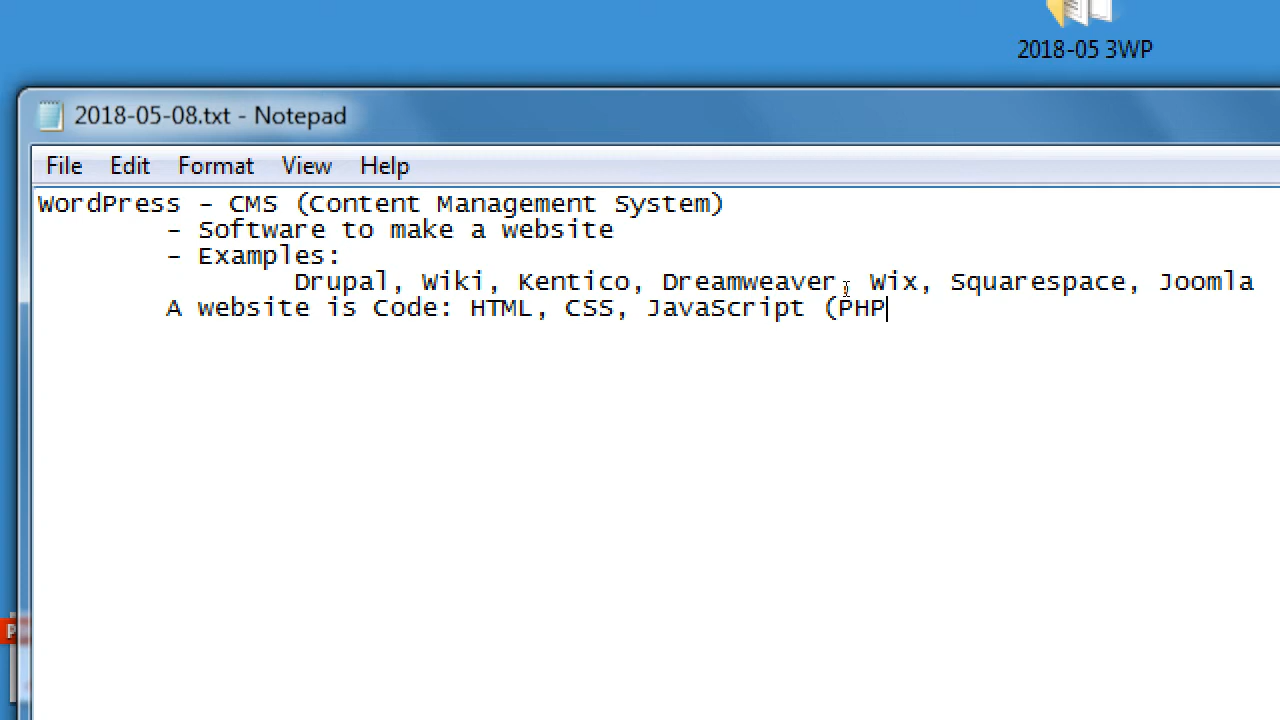 2018-05 3WP
2018-05-08.txt - Notepad
File Edit Format View Help
WordPress - CMS (Content Management System)
- Software to make a website
- Examples:
Drupal, Wiki, Kentico, Dreamweaver, Wix, Squarespace, Joomla
A website is Code: HTML, CSS, JavaScript (PHP
P